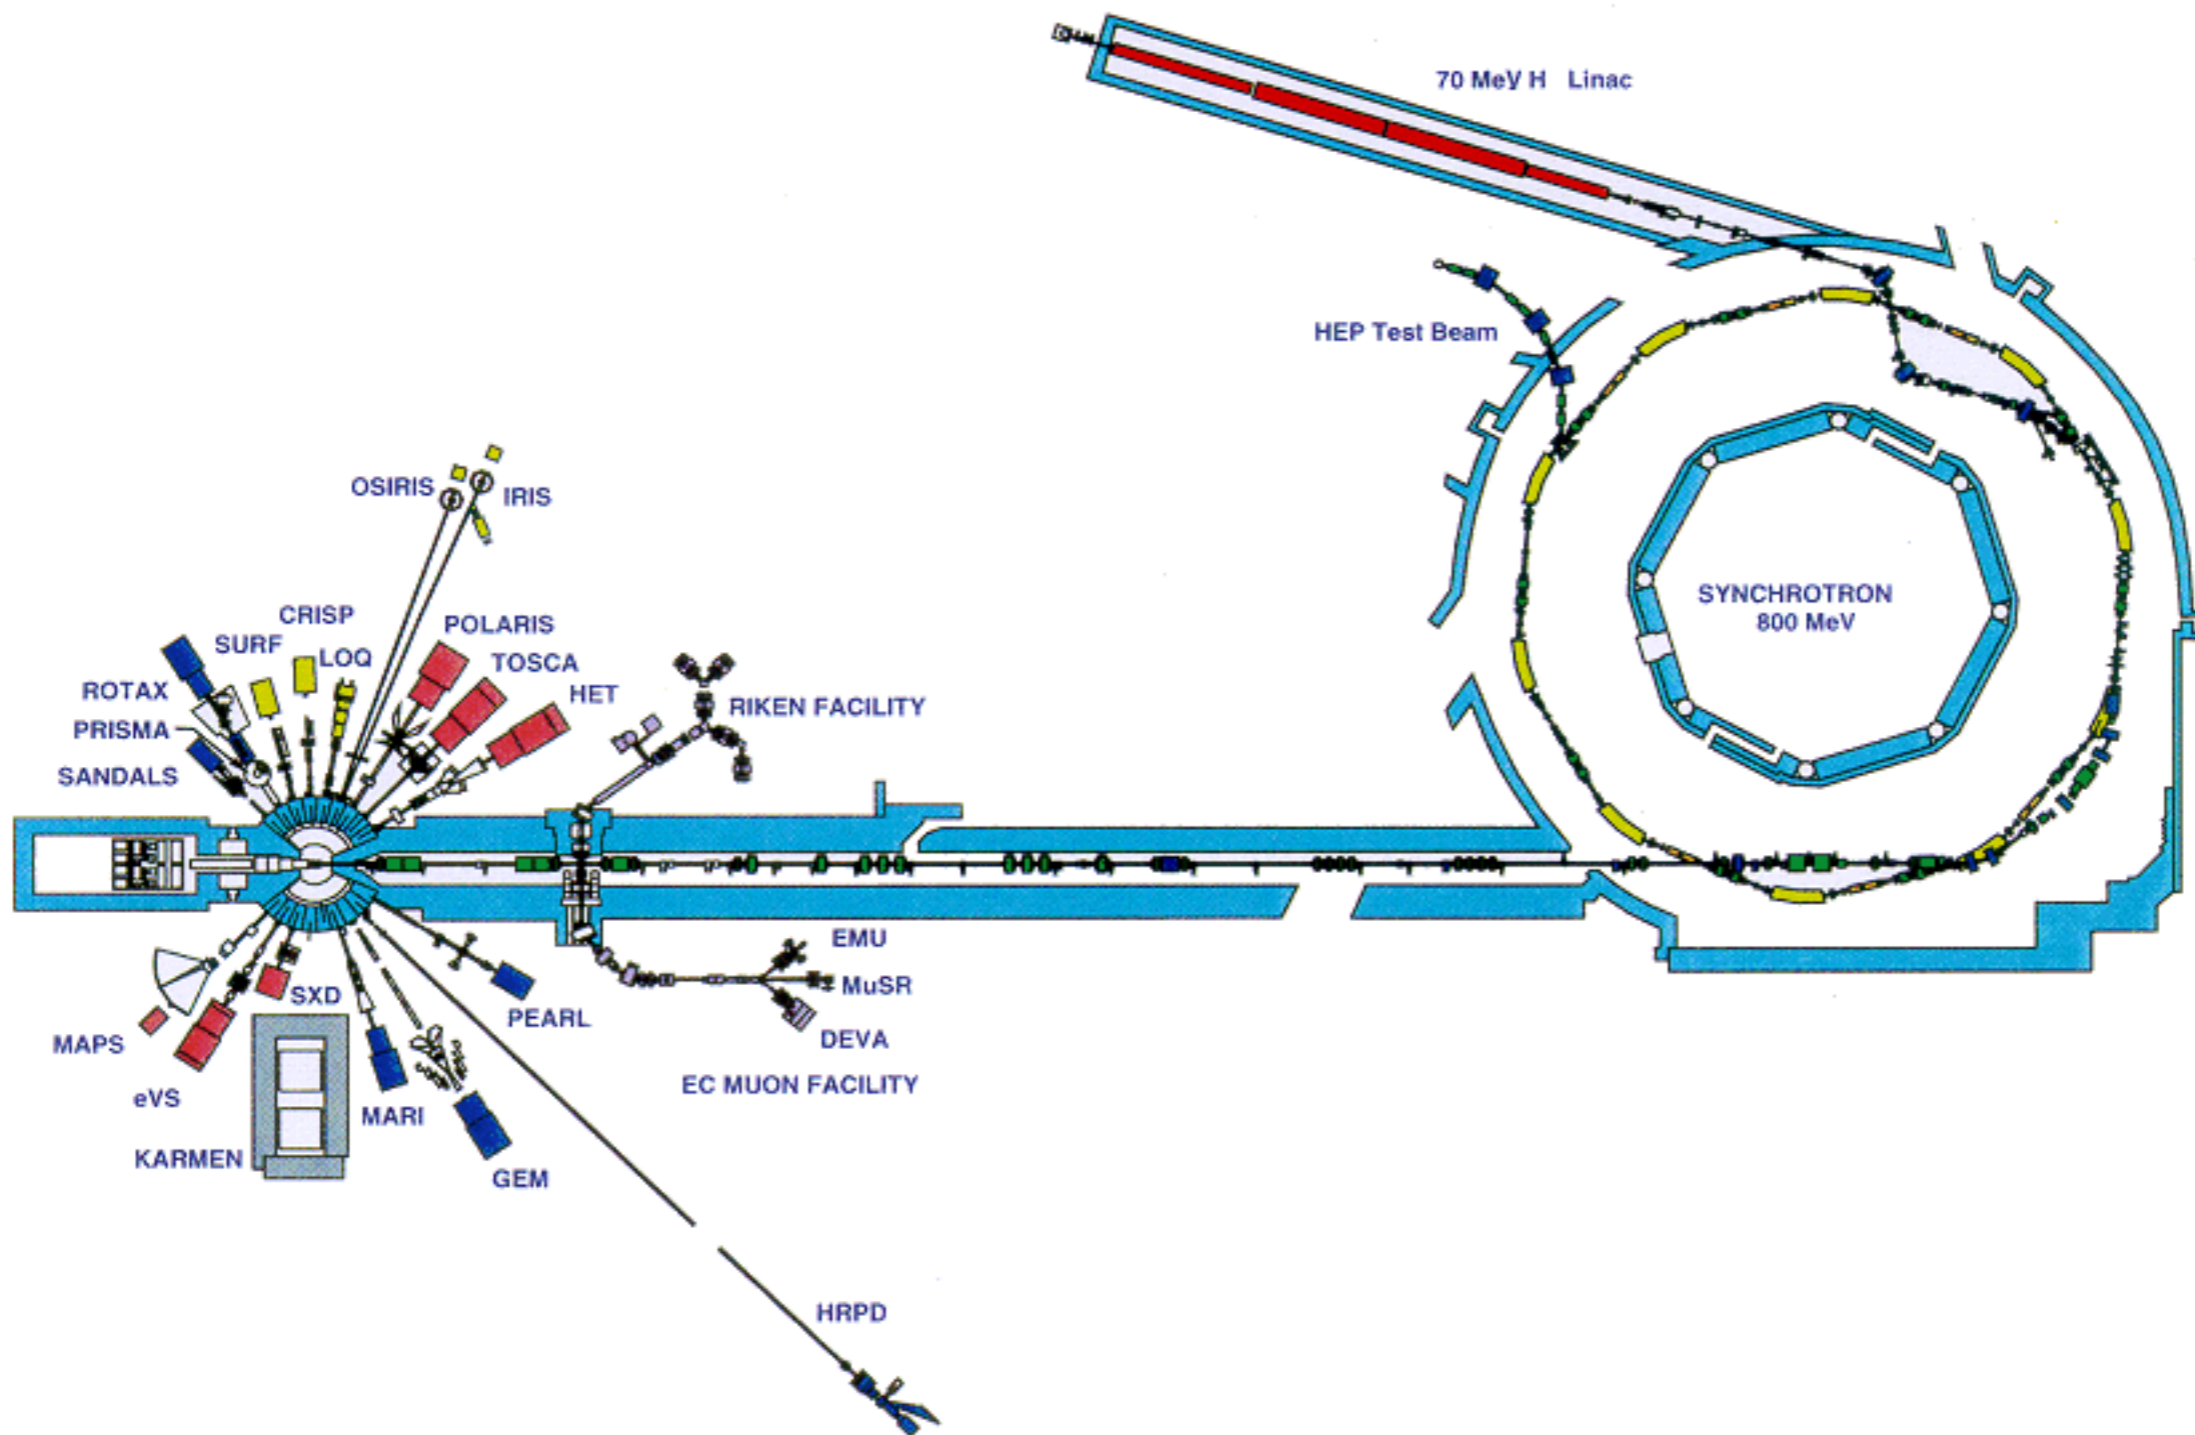 70 MeV H Linac
HEP Test Beam
OSIRIS
IRIS
SYNCHROTRON
800 MeV
CRISP
SURF
LOQ
POLARIS
TOSCA
HET
ROTAX
PRISMA
SANDALS
RIKEN FACILITY
EMU
MuSR
DEVA
EC MUON FACILITY
SXD
PEARL
MAPS
eVS
MARI
KARMEN
GEM
HRPD